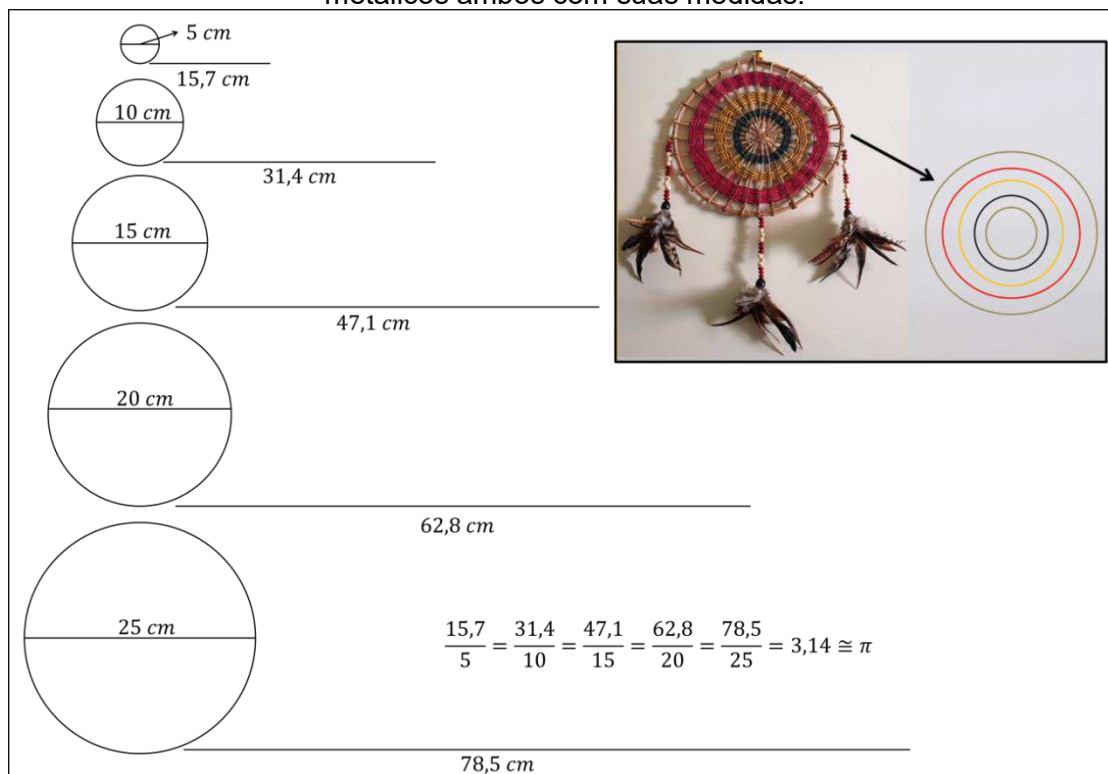 metálicos ambos com suas medidas.
5 cm
15,7 cm
10 cm
31,4 cm
15 cm
47,1 cm
20 cm
62,8 cm
25 cm
15,7/5 = 31,4/10 = 47,1/15 = 62,8/20 = 78,5/25 = 3,14 ≅ π
78,5 cm